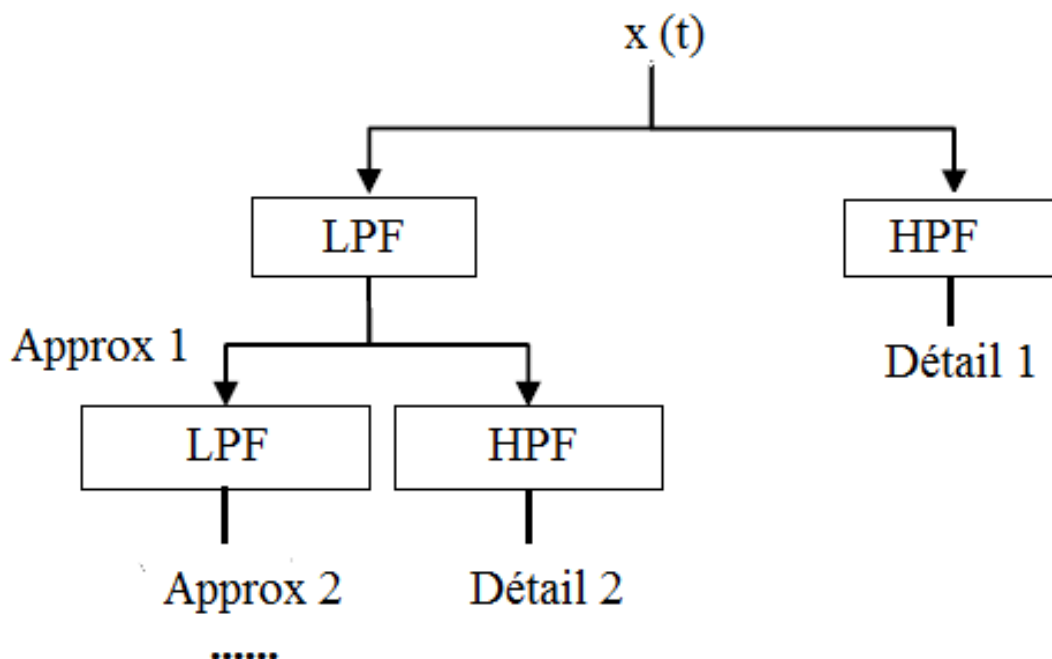 x (t)
LPF
HPF
Approx 1
Détail 1
LPF
HPF
Approx 2
Détail 2
......